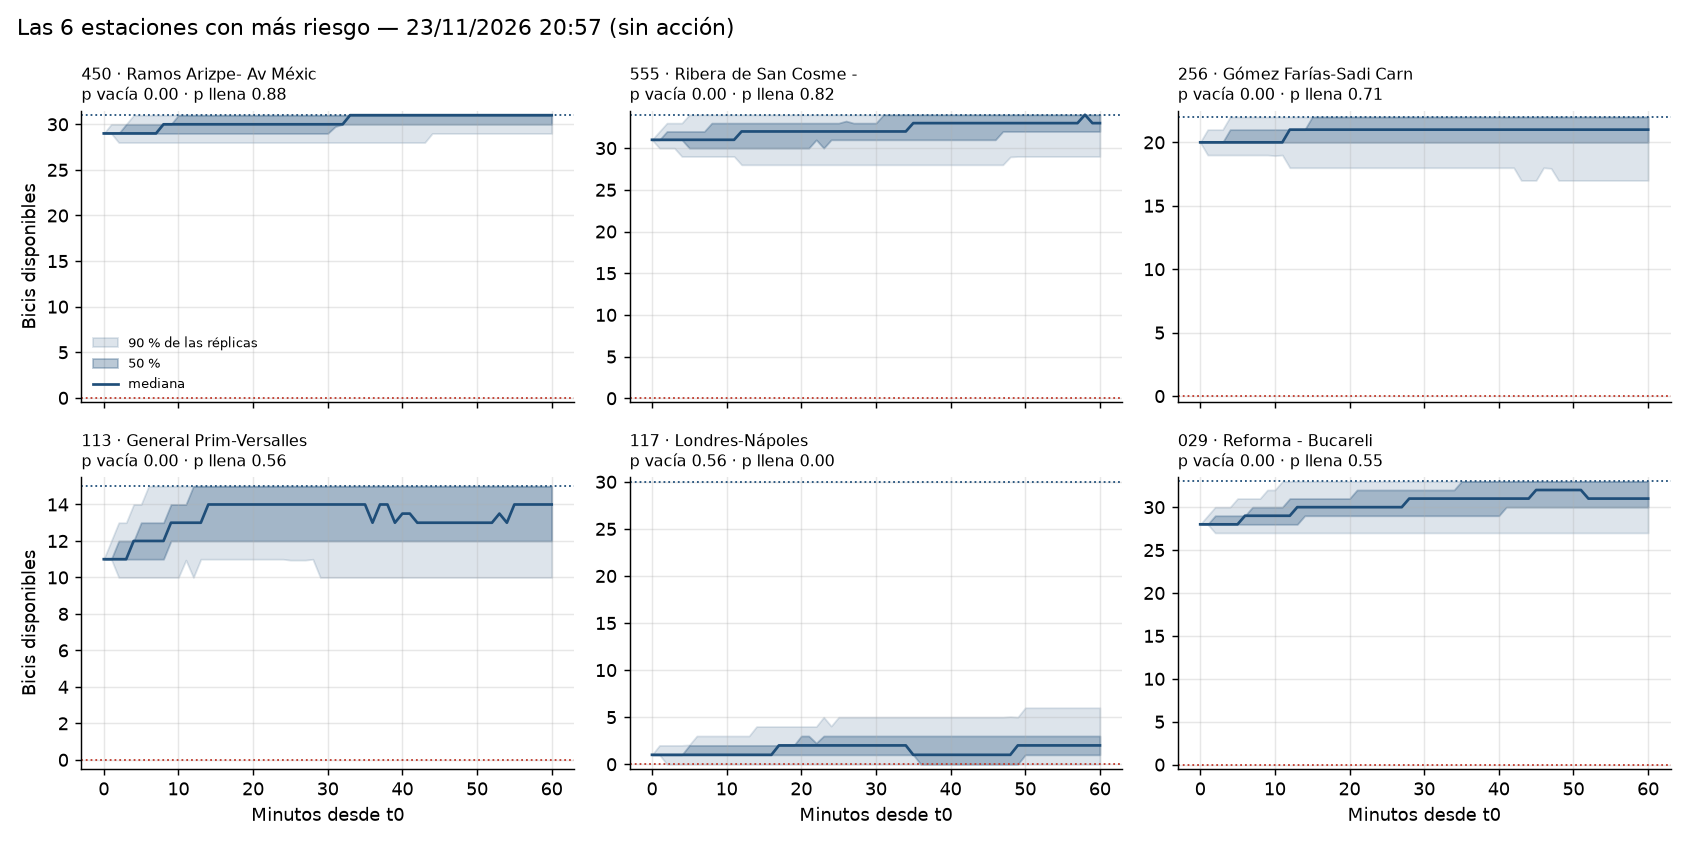 Las 6 estaciones con más riesgo — 23/11/2026 20:57 (sin acción)
450 · Ramos Arizpe- Av Méxic
p vacía 0.00 · p llena 0.88
555 · Ribera de San Cosme -
p vacía 0.00 · p llena 0.82
256 · Gómez Farías-Sadi Carn
p vacía 0.00 · p llena 0.71
Bicis disponibles
30
25
20
15
10
5
0
90 % de las réplicas
50 %
mediana
0
10
20
30
40
50
60
30
25
20
15
10
5
0
20
15
10
5
0
113 · General Prim-Versalles
p vacía 0.00 · p llena 0.56
117 · Londres-Nápoles
p vacía 0.56 · p llena 0.00
029 · Reforma - Bucareli
p vacía 0.00 · p llena 0.55
Bicis disponibles
14
12
10
8
6
4
2
0
0 10 20 30 40 50 60
Minutos desde t0
30
25
20
15
10
5
0
0 10 20 30 40 50 60
Minutos desde t0
30
25
20
15
10
5
0
0 10 20 30 40 50 60
Minutos desde t0